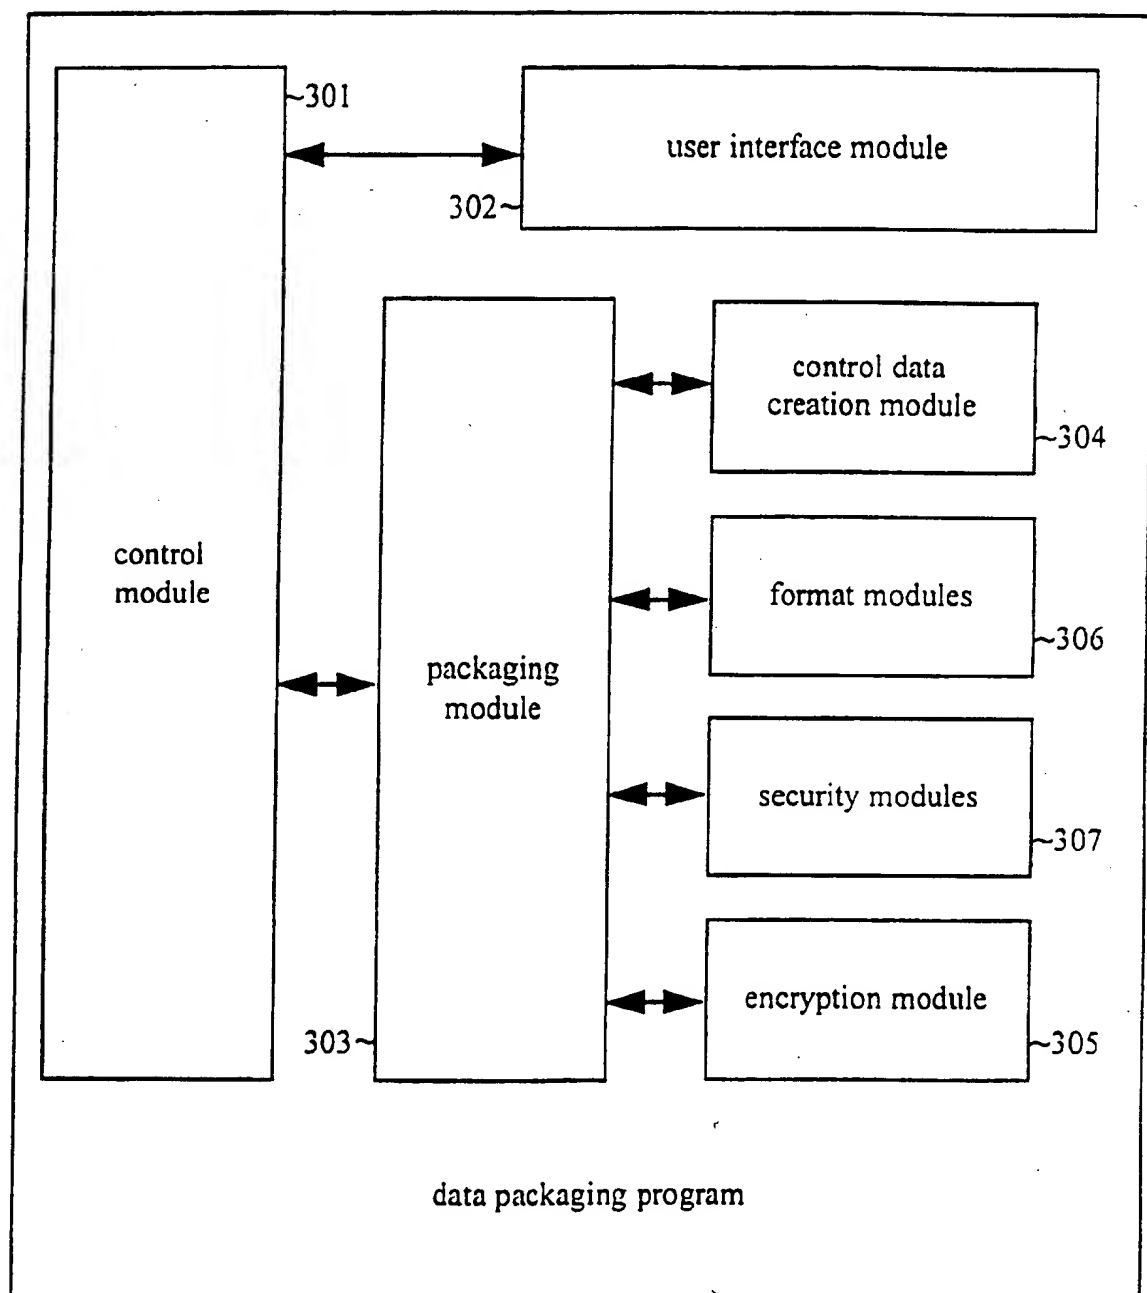 301
user interface module
302
control data
creation module
304
control
module
format modules
306
packaging
module
security modules
307
encryption module
303
305
data packaging program